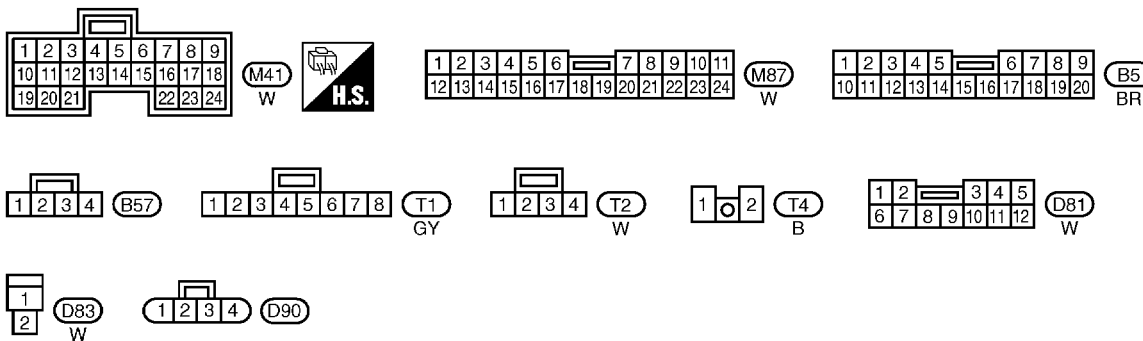 1 2 3 4 5 6 7 8 9
10 11 12 13 14 15 16 17 18
19 20 21 22 23 24
M41
W
H.S.
1 2 3 4 5 6 7 8 9 10 11
12 13 14 15 16 17 18 19 20 21 22 23 24
M87
W
1 2 3 4 5 6 7 8 9
10 11 12 13 14 15 16 17 18 19 20
B5
BR
1 2 3 4
B57
1 2 3 4 5 6 7 8
T1
GY
1 2 3 4
T2
W
1 2
T4
B
1 2 3 4 5
6 7 8 9 10 11 12
D81
W
1
2
D83
W
1 2 3 4
D90